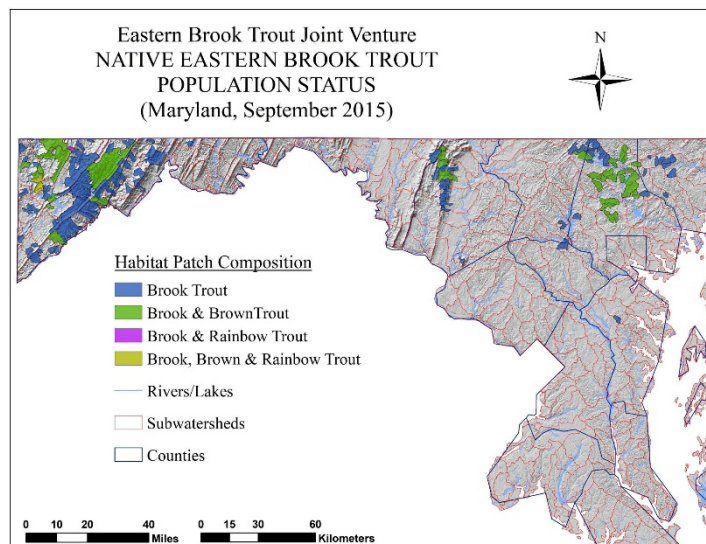 Eastern Brook Trout Joint Venture
NATIVE EASTERN BROOK TROUT
POPULATION STATUS
(Maryland, September 2015)
N
Habitat Patch Composition
Brook Trout
Brook & BrownTrout
Brook & Rainbow Trout
Brook, Brown & Rainbow Trout
Rivers/Lakes
Subwatersheds
Counties
0 10 20 40 Miles
0 15 30 60 Kilometers